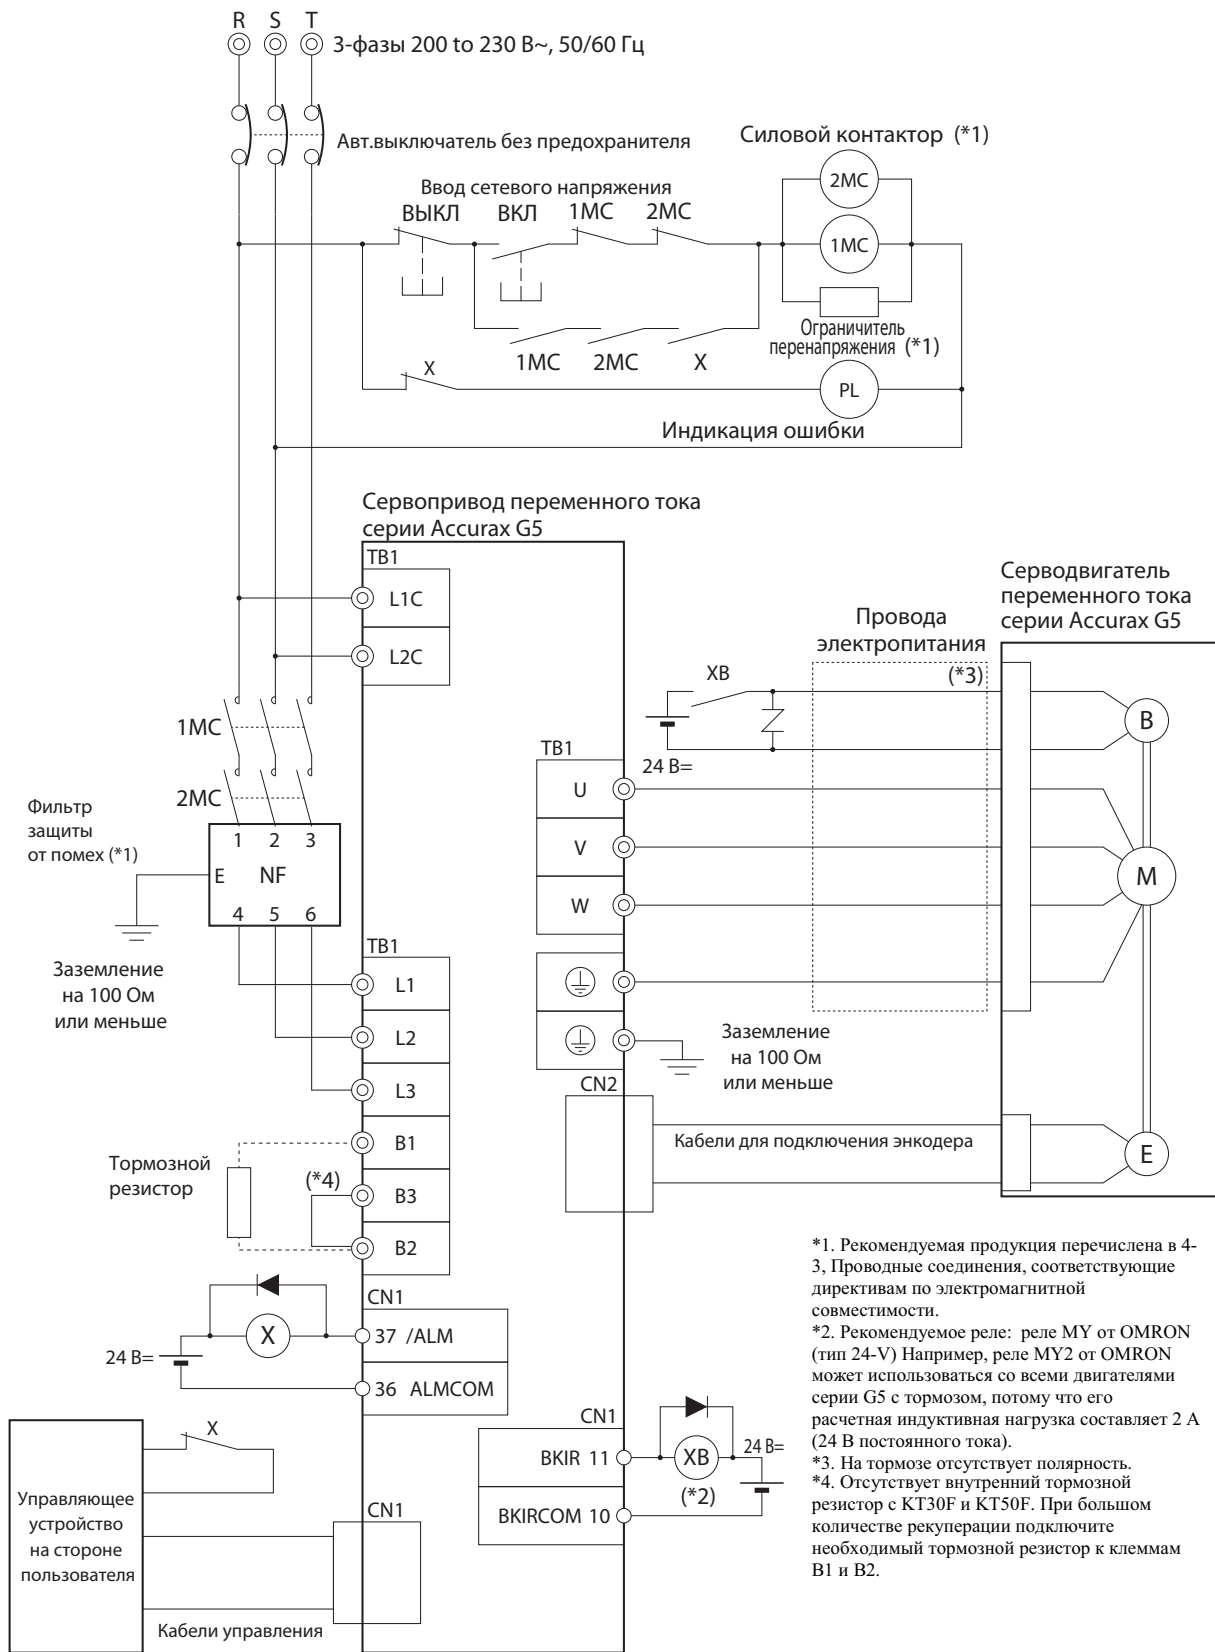 R S T
3-фазы 200 to 230 В~, 50/60 Гц
Авт.выключатель без предохранителя
Силовой контактор (*1)
Ввод сетевого напряжения
ВЫКЛ ВКЛ 1МС 2МС
2МС
1МС
Ограничитель
перенапряжения (*1)
1МС 2МС X
X
PL
Индикация ошибки
Сервопривод переменного тока
серии Accurax G5
TB1
L1C
L2C
Серводвигатель
переменного тока
серии Accurax G5
Провода
электропитания
(*3)
XB
24 В=
B
1МС
2МС
Фильтр
защиты
от помех (*1)
1 2 3
E NF
4 5 6
Заземление
на 100 Ом
или меньше
TB1
U
V
W
M
TB1
L1
L2
L3
B1
B3
B2
Заземление
на 100 Ом
или меньше
CN2
Кабели для подключения энкодера
E
Тормозной
резистор
(*4)
CN1
X
24 В=
37 /ALM
36 ALMCOM
CN1
BKIR 11
BKIRCOM 10
XB
(*2)
24 В=
X
Управляющее
устройство
на стороне
пользователя
CN1
Кабели управления
*1. Рекомендуемая продукция перечислена в 4-
3, Проводные соединения, соответствующие
директивам по электромагнитной
совместимости.
*2. Рекомендуемое реле: реле MY от OMRON
(тип 24-V) Например, реле MY2 от OMRON
может использоваться со всеми двигателями
серии G5 с тормозом, потому что его
расчетная индуктивная нагрузка составляет 2 А
(24 В постоянного тока).
*3. На тормозе отсутствует полярность.
*4. Отсутствует внутренний тормозной
резистор с KT30F и KT50F. При большом
количестве рекуперации подключите
необходимый тормозной резистор к клеммам
B1 и B2.